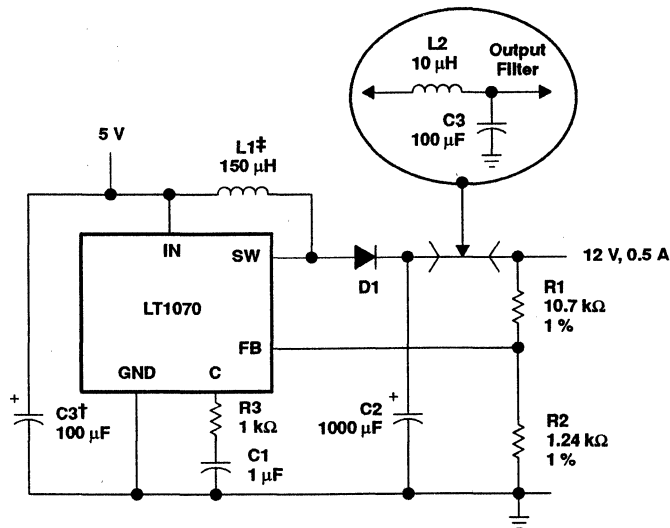 L2
10 µH
Output
Filter
C3
100 µF
5 V
L1‡
150 µH
IN
SW
D1
12 V, 0.5 A
R1
10.7 kΩ
1 %
LT1070
FB
GND
C
C3†
100 µF
R3
1 kΩ
C1
1 µF
C2
1000 µF
R2
1.24 kΩ
1 %
+
+